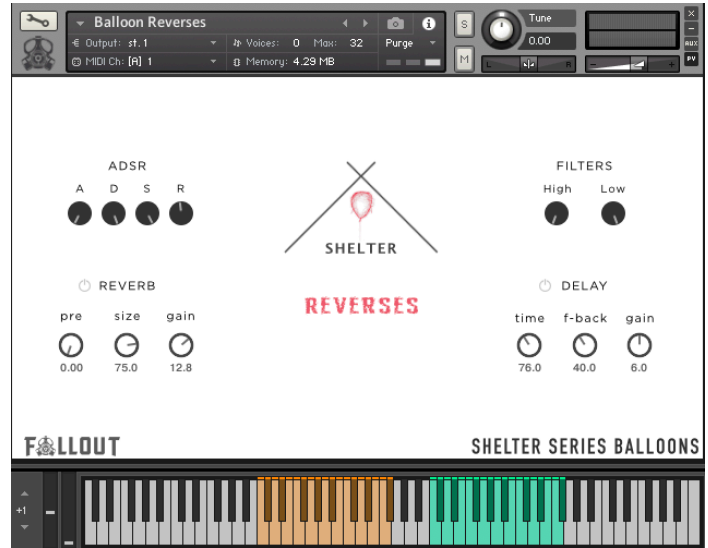 Balloon Reverses
Output: st.1 Voices: 0 Max: 32 Purge
MIDI Ch: [A] 1 Memory: 4.29 MB
S
M
Tune
0.00
L R
- +
×
-
AUX
PV
ADSR
A D S R
FILTERS
High Low
SHELTER
REVERSES
REVERB
pre size gain
0.00 75.0 12.8
DELAY
time f-back gain
76.0 40.0 6.0
FALLOUT
SHELTER SERIES BALLOONS
+1